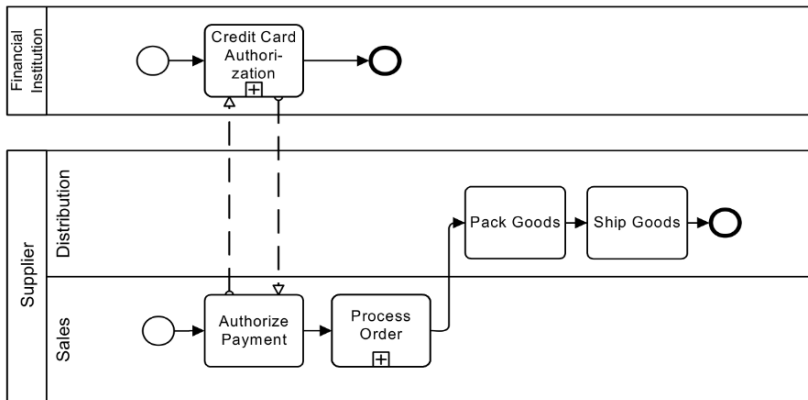 Financial
Institution
Credit Card
Authori-
zation
Supplier
Distribution
Pack Goods
Ship Goods
Sales
Authorize
Payment
Process
Order